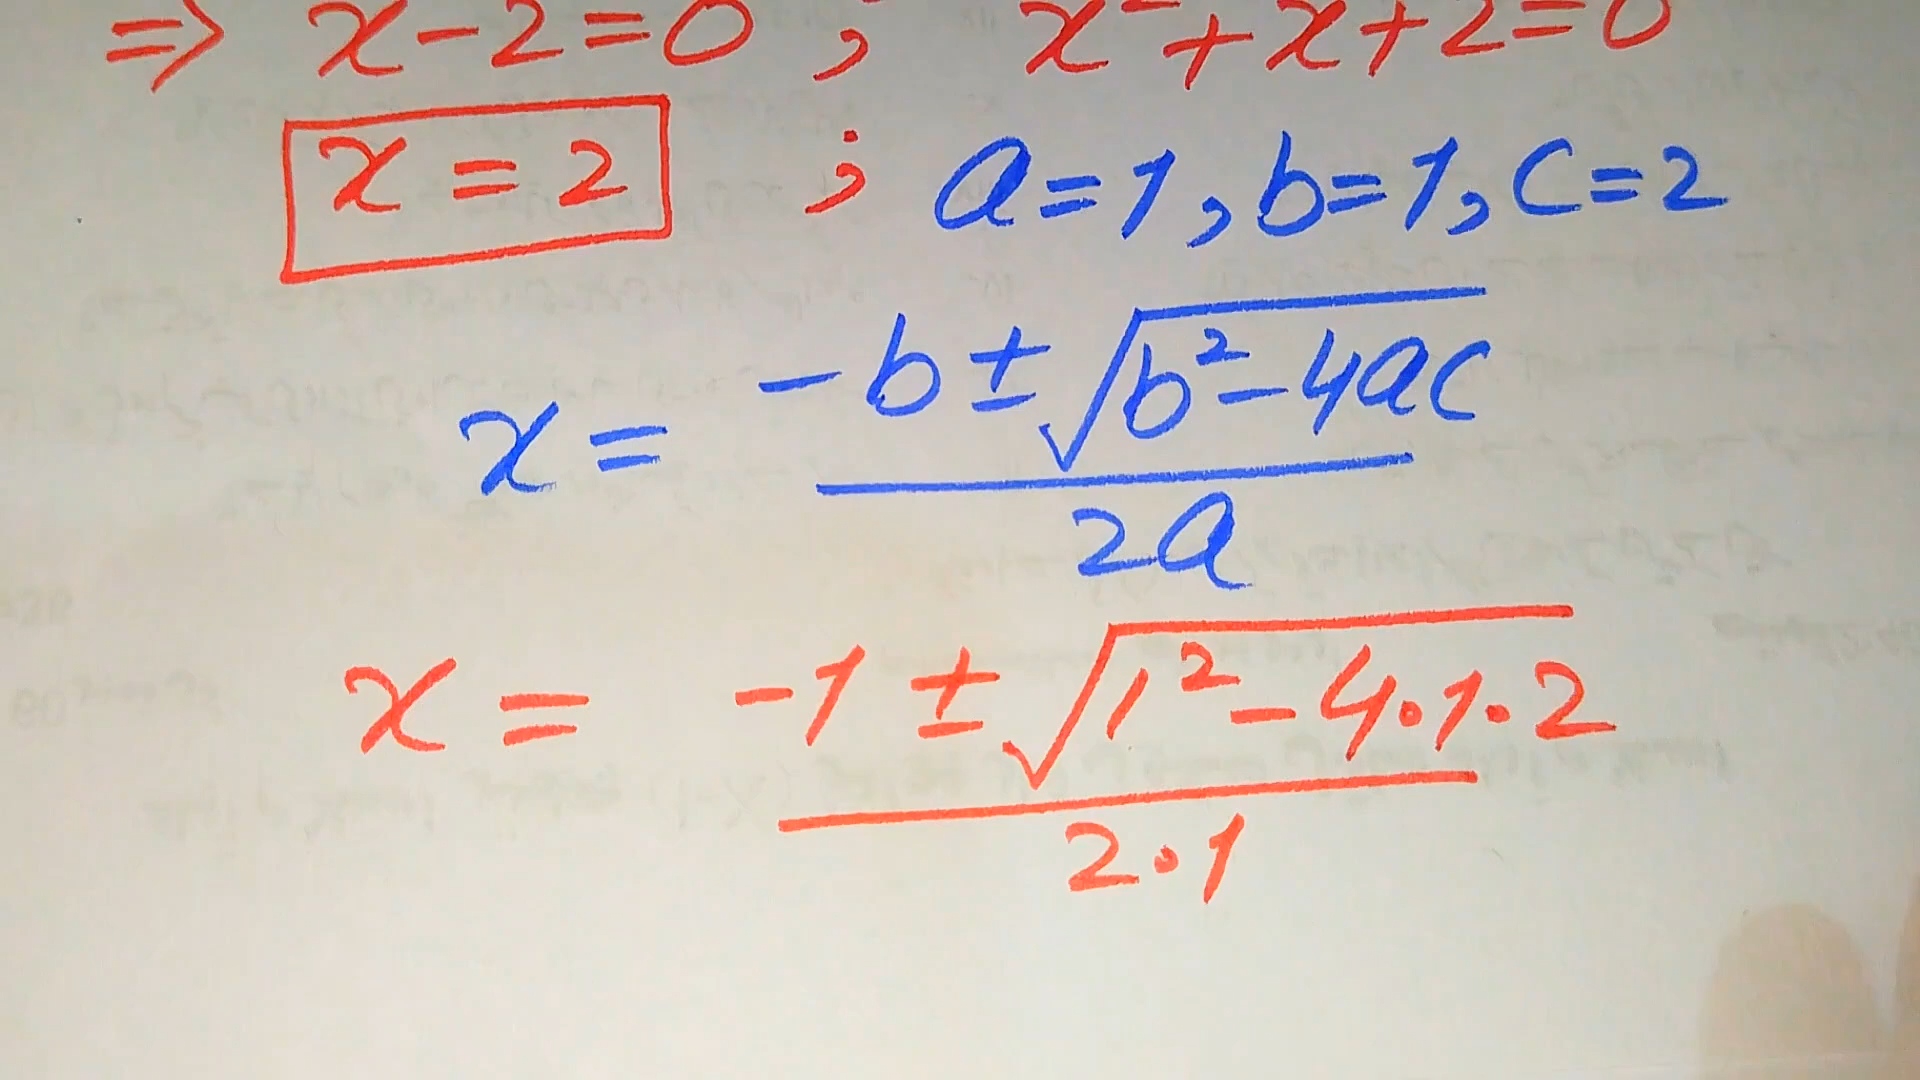 ⇒ x-2=0 ; x²+x+2=0
x = 2 ; a=1, b=1, c=2
x = (-b ± √(b²-4ac)) / 2a
x = (-1 ± √(1²-4·1·2)) / 2·1